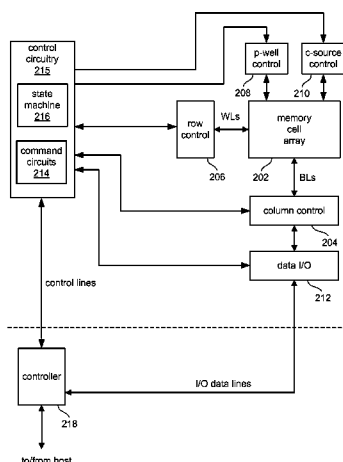 control
circuitry
215
state
machine
216
command
circuits
214
p-well
control
208
c-source
control
210
row
control
206
WLs
memory
cell
array
202
BLs
column control
204
data I/O
212
control lines
controller
218
I/O data lines
to/from host